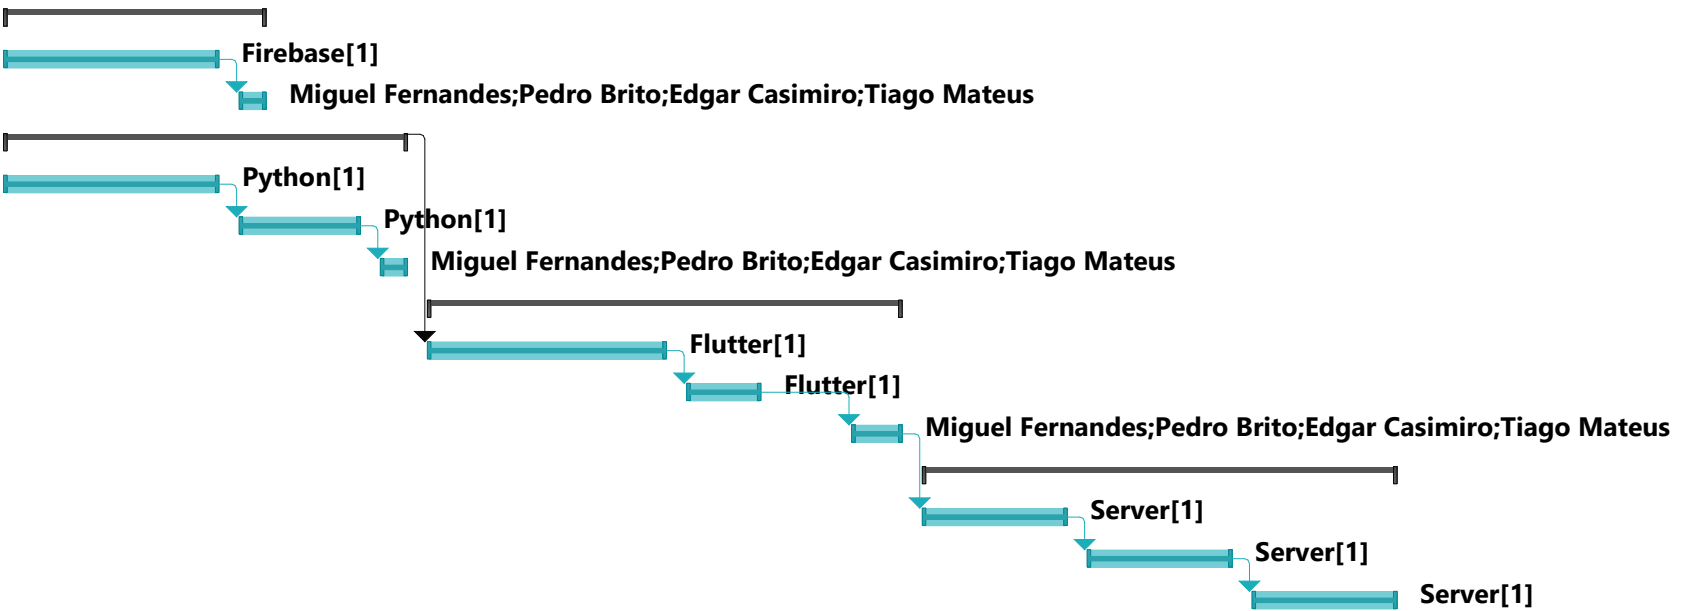 Firebase[1]
Miguel Fernandes;Pedro Brito;Edgar Casimiro;Tiago Mateus
Python[1]
Python[1]
Miguel Fernandes;Pedro Brito;Edgar Casimiro;Tiago Mateus
Flutter[1]
Flutter[1]
Miguel Fernandes;Pedro Brito;Edgar Casimiro;Tiago Mateus
Server[1]
Server[1]
Server[1]